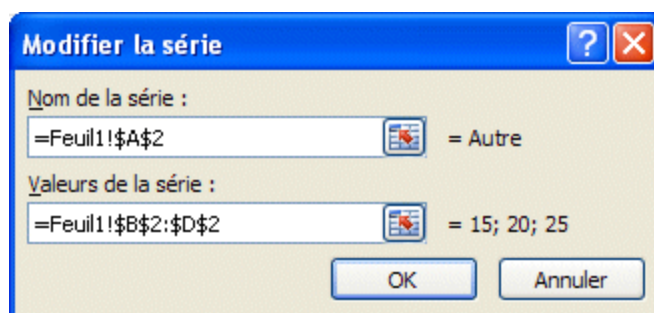 Modifier la série
Nom de la série :
=Feuil1!$A$2 = Autre
Valeurs de la série :
=Feuil1!$B$2:$D$2 = 15; 20; 25
OK Annuler